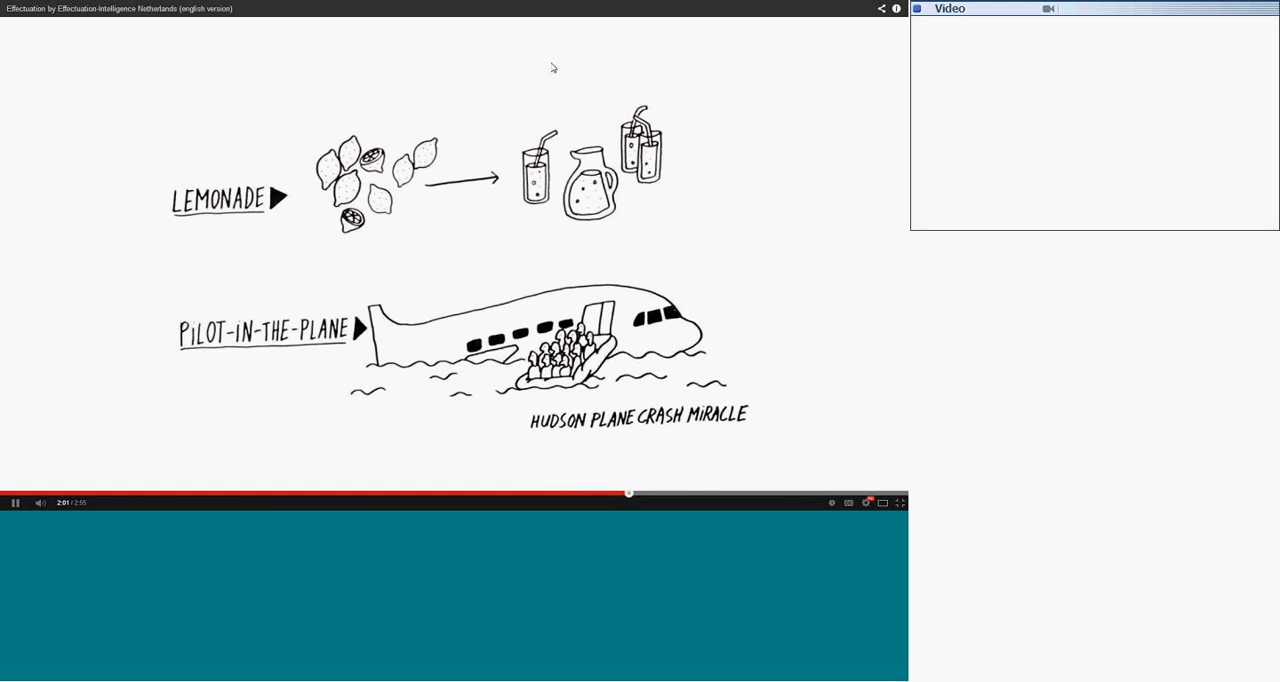 Effectuation by Effectuation-Intelligence Netherlands (english version)
Video
LEMONADE
PILOT-IN-THE-PLANE
HUDSON PLANE CRASH MIRACLE
2:01 / 2:55